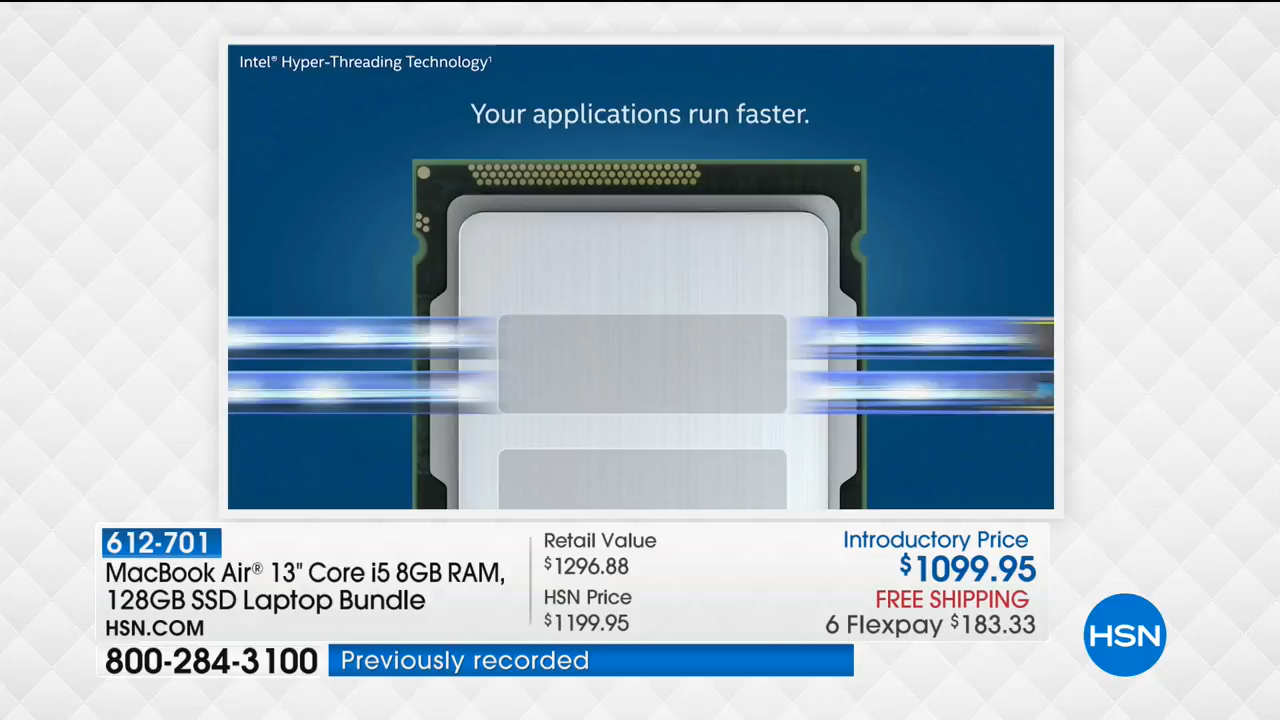 Intel® Hyper-Threading Technology¹
Your applications run faster.
612-701
MacBook Air® 13" Core i5 8GB RAM,
128GB SSD Laptop Bundle
HSN.COM
Retail Value
$1296.88
HSN Price
$1199.95
Introductory Price
$1099.95
FREE SHIPPING
6 Flexpay $183.33
HSN
800-284-3100
Previously recorded